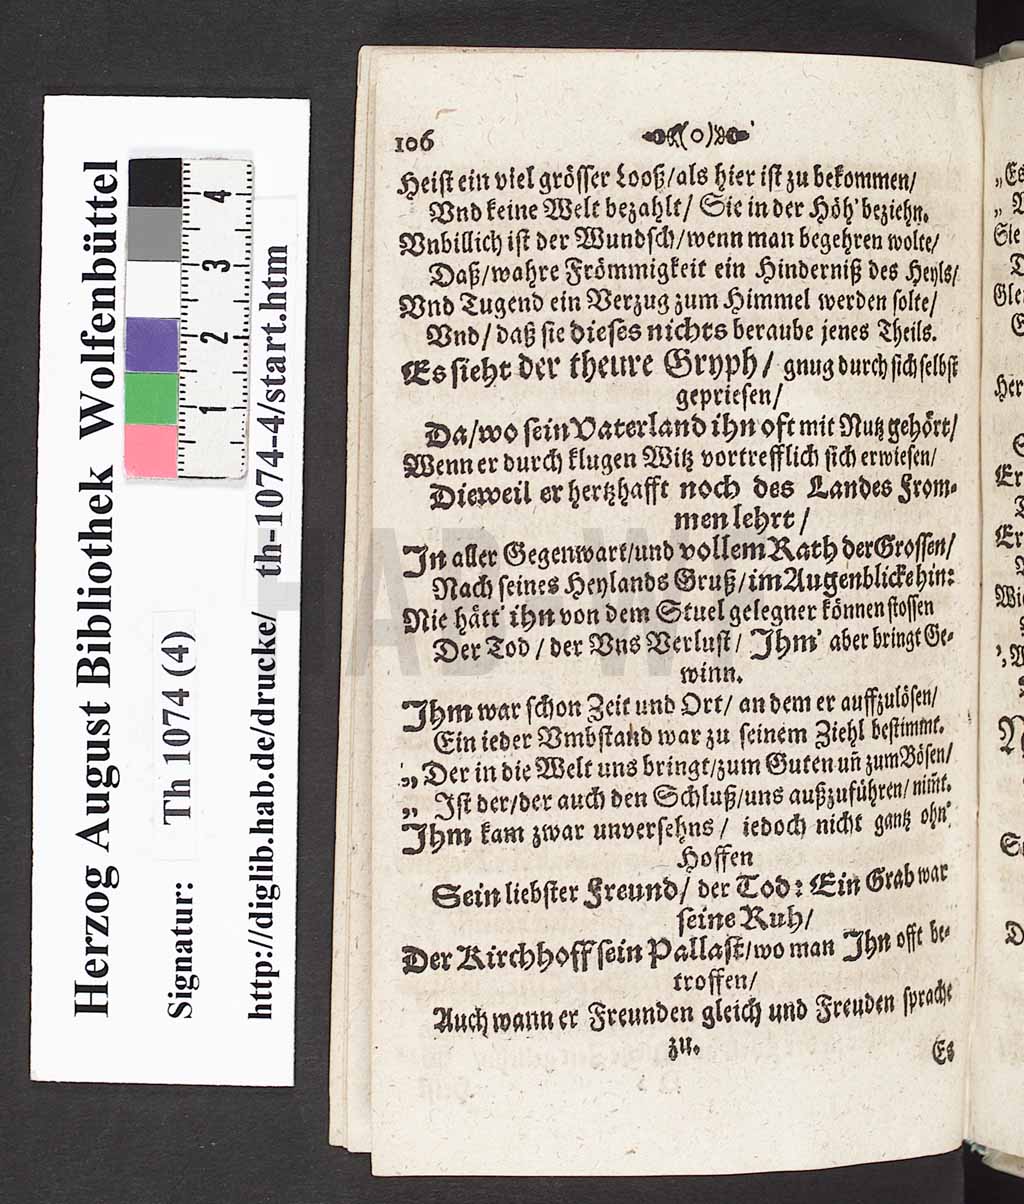 Herzog August Bibliothek Wolfenbüttel
Signatur: Th 1074 (4)
http://diglib.hab.de/drucke/ th-1074-4/start.htm
1 2 3 4
106 (o)
Heist ein viel grösser Looß/als hier ist zu bekommen/
Vnd keine Welt bezahlt/ Sie in der Höh' beziehn.
Vnbillich ist der Wundsch/wenn man begehren wolte/
Daß/wahre Frömmigkeit ein Hinderniß des Heyls/
Vnd Tugend ein Verzug zum Himmel werden solte/
Vnd/ daß sie dieses nichts beraube jenes Theils.
Es sieht der theure Gryph/ gnug durch sich selbst
gepriesen/
Da/wo sein Vaterland ihn oft mit Nutz gehört/
Wenn er durch klugen Witz vortrefflich sich erwiesen/
Dieweil er hertzhafft noch des Landes From-
men lehrt/
In aller Gegenwart/und vollem Rath der Grossen/
Nach seines Heylands Gruß/im Augenblicke hin:
Nie hätt' ihn von dem Stuel gelegner können stossen
Der Tod/ der Vns Verlust/ Ihm' aber bringt Ge-
winn.
Ihm war schon Zeit und Ort/ an dem er auffzulösen/
Ein ieder Vmbstand war zu seinem Ziehl bestimmt.
„ Der in die Welt uns bringt/zum Guten uñ zum Bösen/
„ Ist der/der auch den Schluß/uns außzuführen/ nim̃t.
Ihm kam zwar unversehns/ iedoch nicht gantz ohn'
Hoffen
Sein liebster Freund/ der Tod: Ein Grab war
seine Ruh/
Der Kirchhoff sein Pallast/wo man Ihn offt be-
troffen/
Auch wann er Freunden gleich und Freuden sprache
zu.
Es